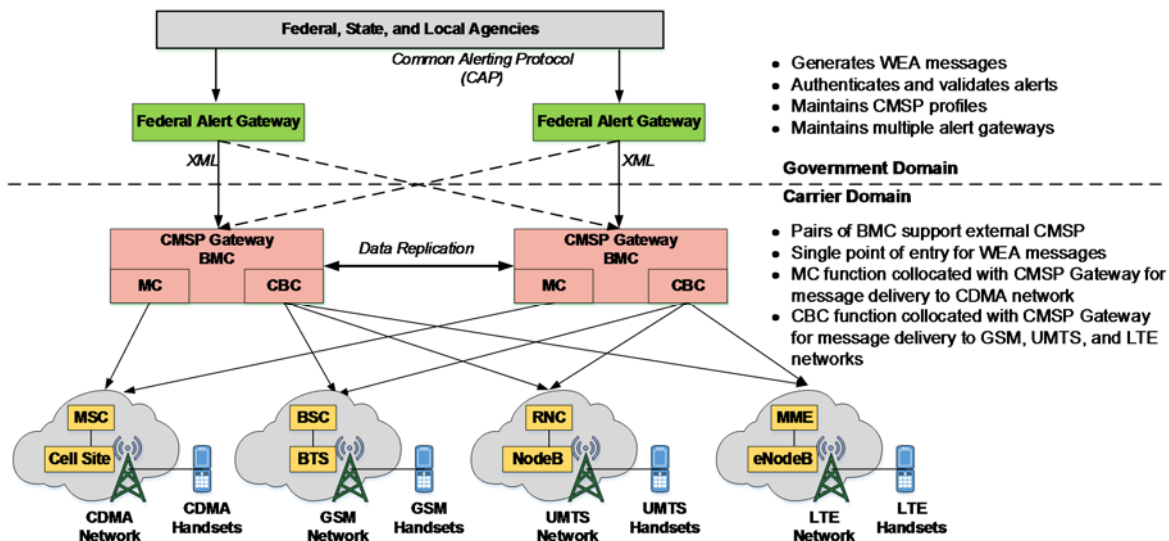 Federal, State, and Local Agencies
Common Alerting Protocol
(CAP)
• Generates WEA messages
• Authenticates and validates alerts
• Maintains CMSP profiles
• Maintains multiple alert gateways
Federal Alert Gateway
Federal Alert Gateway
XML
XML
Government Domain
Carrier Domain
CMSP Gateway
BMC
MC
CBC
Data Replication
CMSP Gateway
BMC
MC
CBC
• Pairs of BMC support external CMSP
• Single point of entry for WEA messages
• MC function collocated with CMSP Gateway for
message delivery to CDMA network
• CBC function collocated with CMSP Gateway
for message delivery to GSM, UMTS, and LTE
networks
MSC
Cell Site
CDMA
Network
CDMA
Handsets
BSC
BTS
GSM
Network
GSM
Handsets
RNC
NodeB
UMTS
Network
UMTS
Handsets
MME
eNodeB
LTE
Network
LTE
Handsets